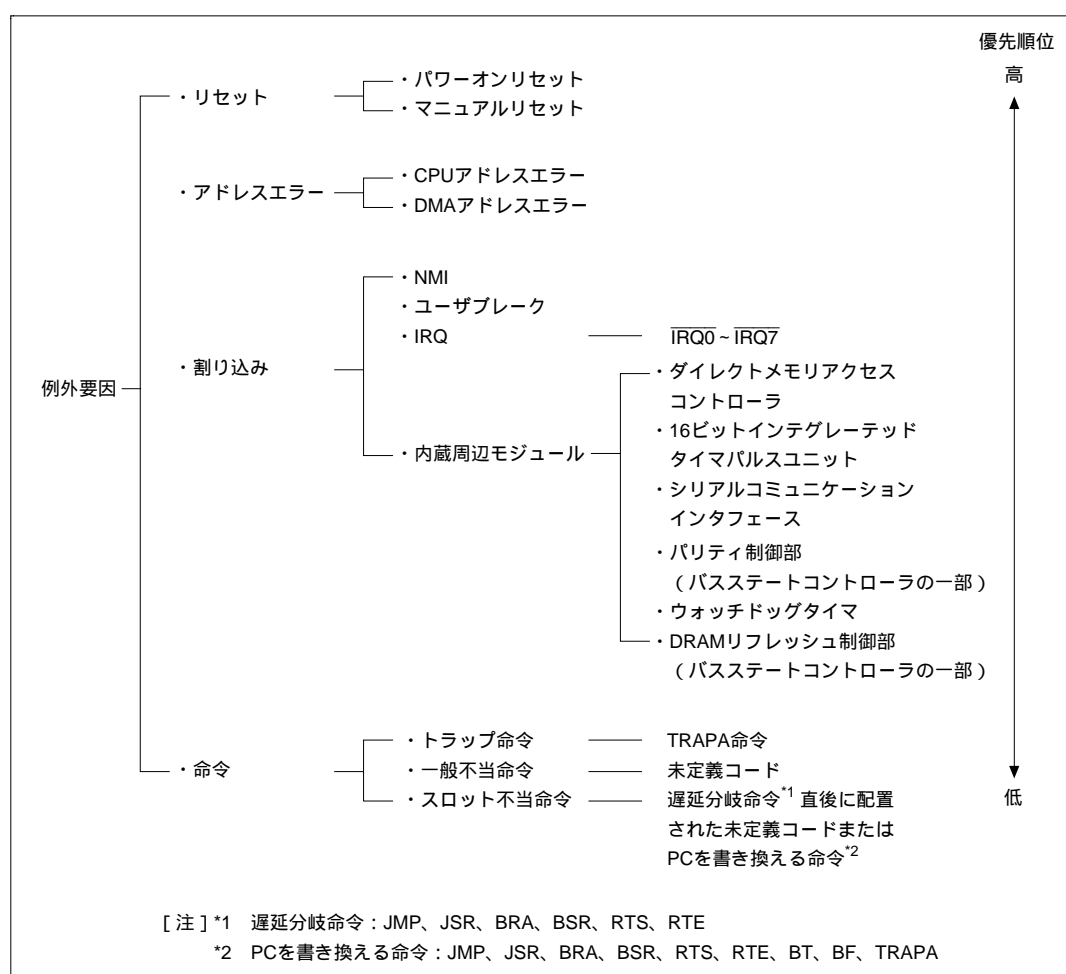 優先順位
高
・リセット
・パワーオンリセット
・マニュアルリセット
・アドレスエラー
・CPUアドレスエラー
・DMAアドレスエラー
例外要因
・割り込み
・NMI
・ユーザブレーク
・IRQ
IRQ0 ~ IRQ7
・内蔵周辺モジュール
・ダイレクトメモリアクセス
コントローラ
・16ビットインテグレーテッド
タイマパルスユニット
・シリアルコミュニケーション
インタフェース
・パリティ制御部
（バスステートコントローラの一部）
・ウォッチドッグタイマ
・DRAMリフレッシュ制御部
（バスステートコントローラの一部）
・命令
・トラップ命令
TRAPA命令
・一般不当命令
未定義コード
・スロット不当命令
遅延分岐命令*1 直後に配置
された未定義コードまたは
PCを書き換える命令*2
低
［注］*1 遅延分岐命令：JMP、JSR、BRA、BSR、RTS、RTE
*2 PCを書き換える命令：JMP、JSR、BRA、BSR、RTS、RTE、BT、BF、TRAPA